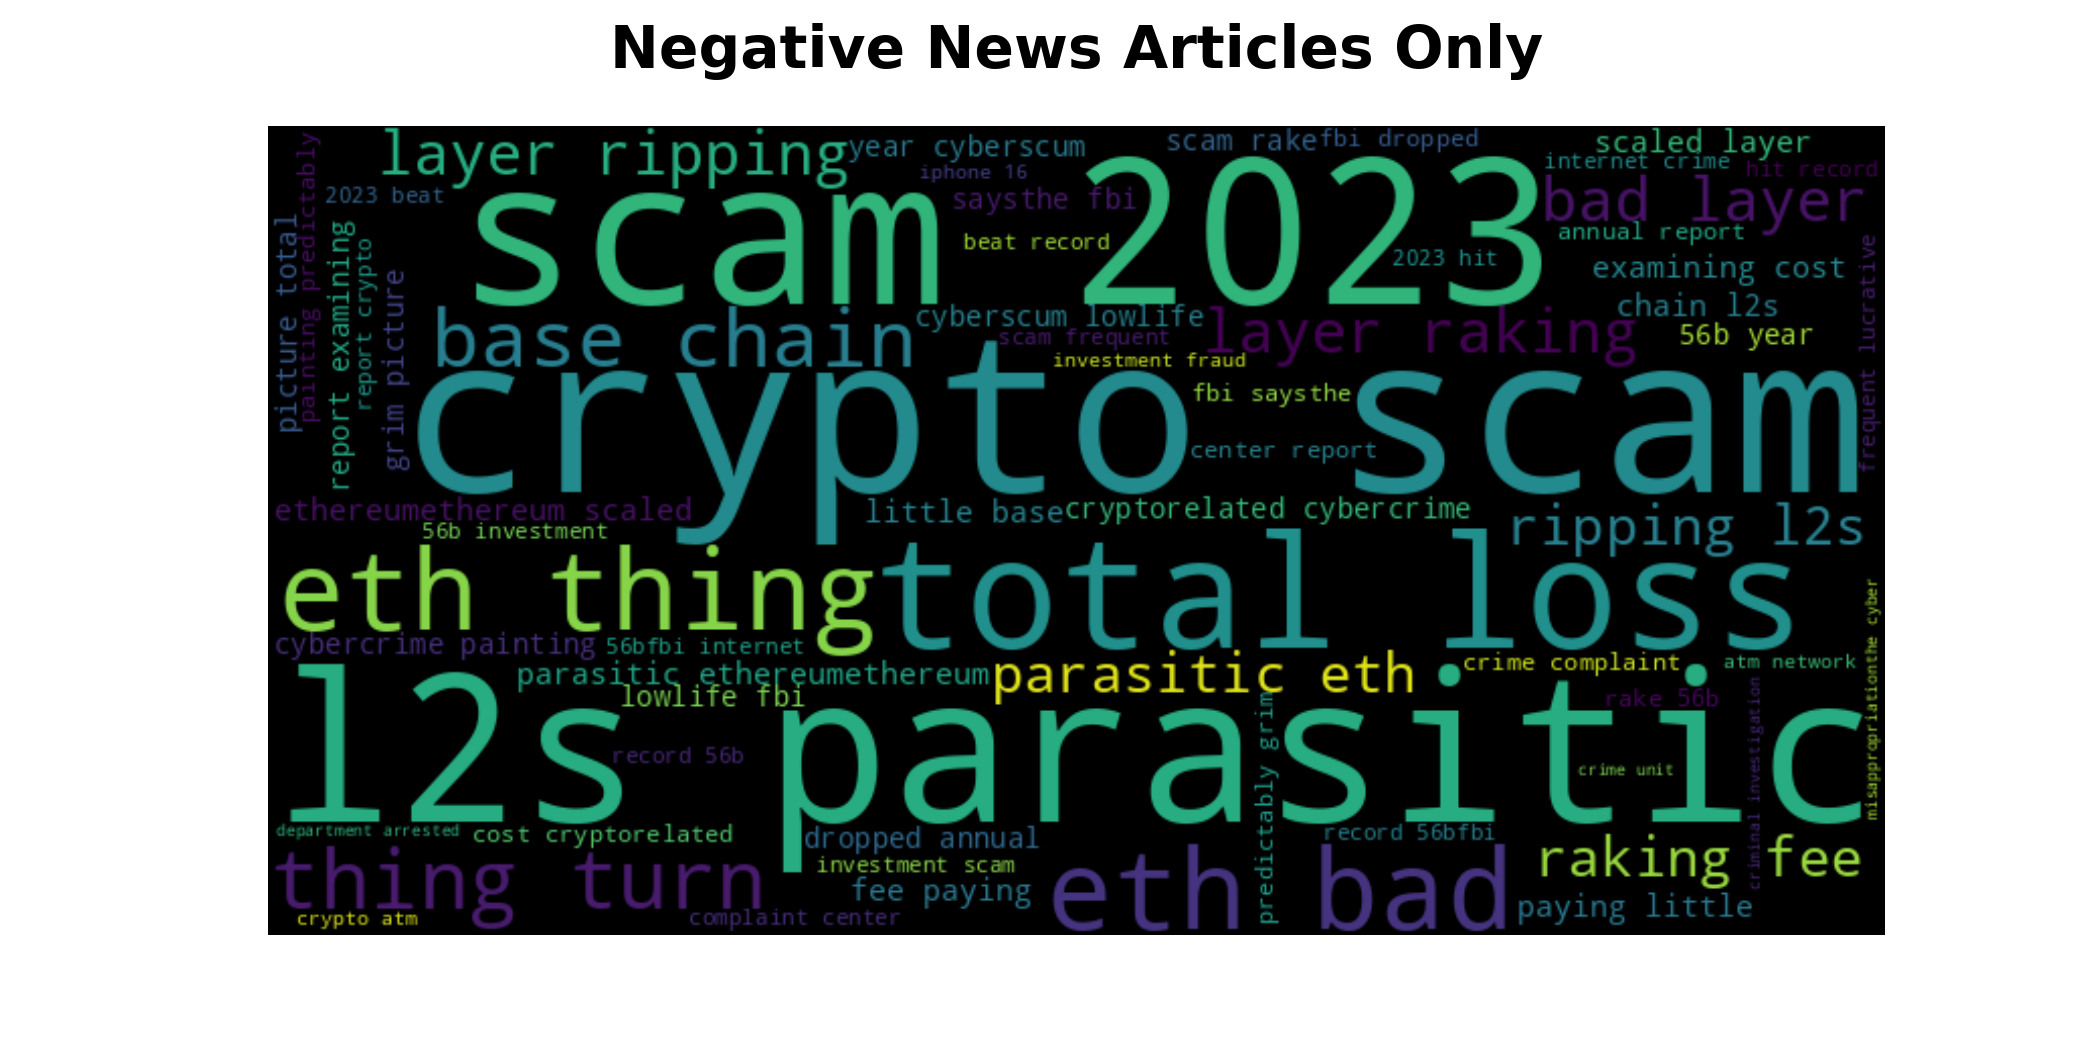 Negative News Articles Only
layer ripping
year cyberscum
scam rake
fbi dropped
scaled layer
iphone 16
internet crime
hit record
2023 beat
scam 2023
saysthe fbi
bad layer
beat record
2023 hit
annual report
picture total
painting predictably
report examining
report crypto
grim picture
examining cost
chain l2s
base chain
cyberscum lowlife
scam frequent
layer raking
56b year
frequent lucrative
investment fraud
crypto scam
fbi saysthe
center report
ethereumethereum scaled
little base
cryptorelated cybercrime
ripping l2s
56b investment
eth thing
total loss
cybercrime painting
56bfbi internet
parasitic ethereumethereum
parasitic eth
crime complaint
atm network
misappropriationthe cyber
lowlife fbi
rake 56b
l2s parasitic
record 56b
predictably grim
crime unit
criminal investigation
department arrested
cost cryptorelated
dropped annual
record 56bfbi
thing turn
investment scam
eth bad
raking fee
fee paying
paying little
crypto atm
complaint center